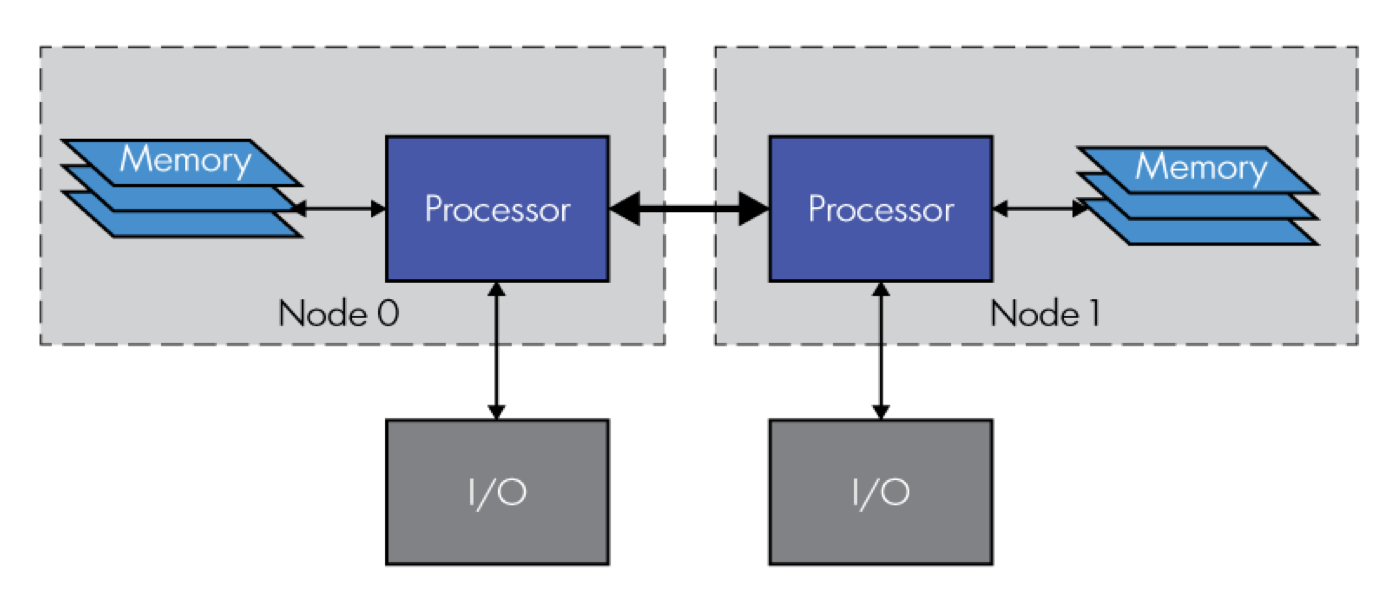 Memory
Processor
Processor
Memory
Node 0
Node 1
I/O
I/O